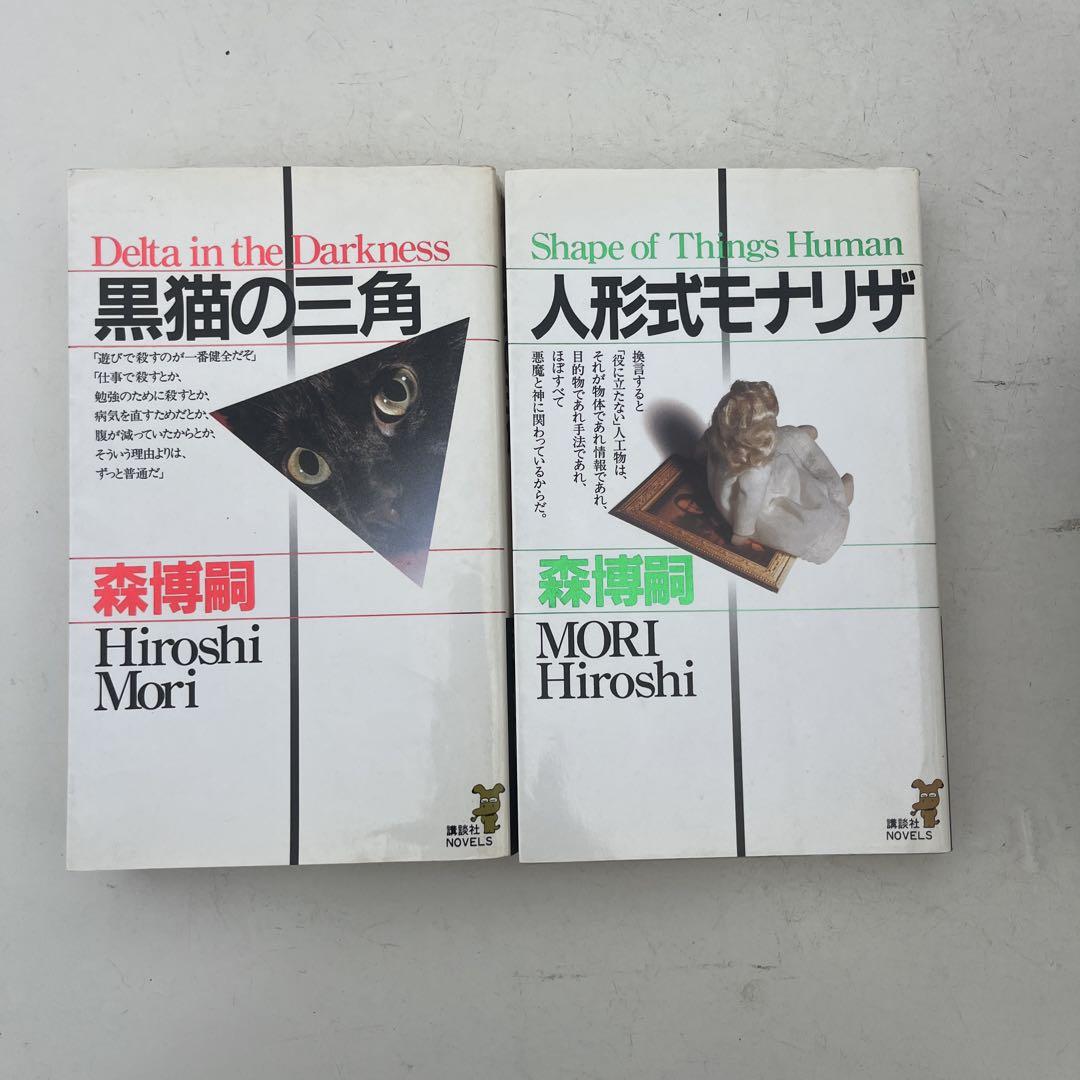 Delta in the Darkness
黒猫の三角
「遊びで殺すのが一番健全だぞ」
「仕事で殺すとか、
勉強のために殺すとか、
病気を直すためだとか、
腹が減っていたからとか、
そういう理由よりは、
ずっと普通だ」
森博嗣
Hiroshi
Mori
講談社
NOVELS
Shape of Things Human
人形式モナリザ
換言すると
「役に立たない」人工物は、
それが物体であれ情報であれ、
目的物であれ手法であれ、
ほぼすべて
悪魔と神に関わっているからだ。
森博嗣
MORI
Hiroshi
講談社
NOVELS